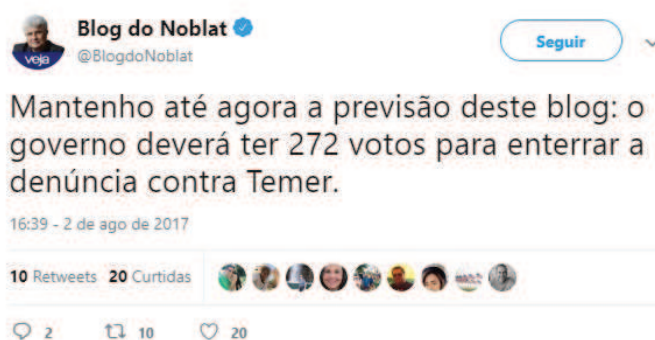 Blog do Noblat
veja
@BlogdoNoblat
Seguir
Mantenho até agora a previsão deste blog: o
governo deverá ter 272 votos para enterrar a
denúncia contra Temer.
16:39 - 2 de ago de 2017
10 Retweets 20 Curtidas
2 10 20